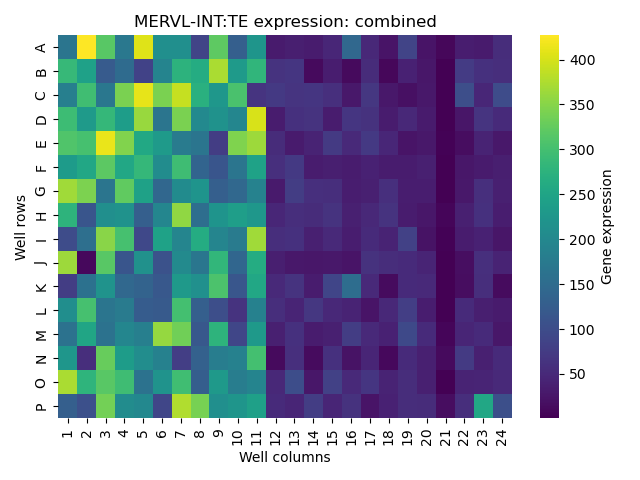 MERVL-INT:TE expression: combined
A
B
C
D
E
F
G
H
I
J
K
L
M
N
O
P
Well rows
1 2 3 4 5 6 7 8 9 10 11 12 13 14 15 16 17 18 19 20 21 22 23 24
Well columns
400
350
300
250
200
150
100
50
Gene expression